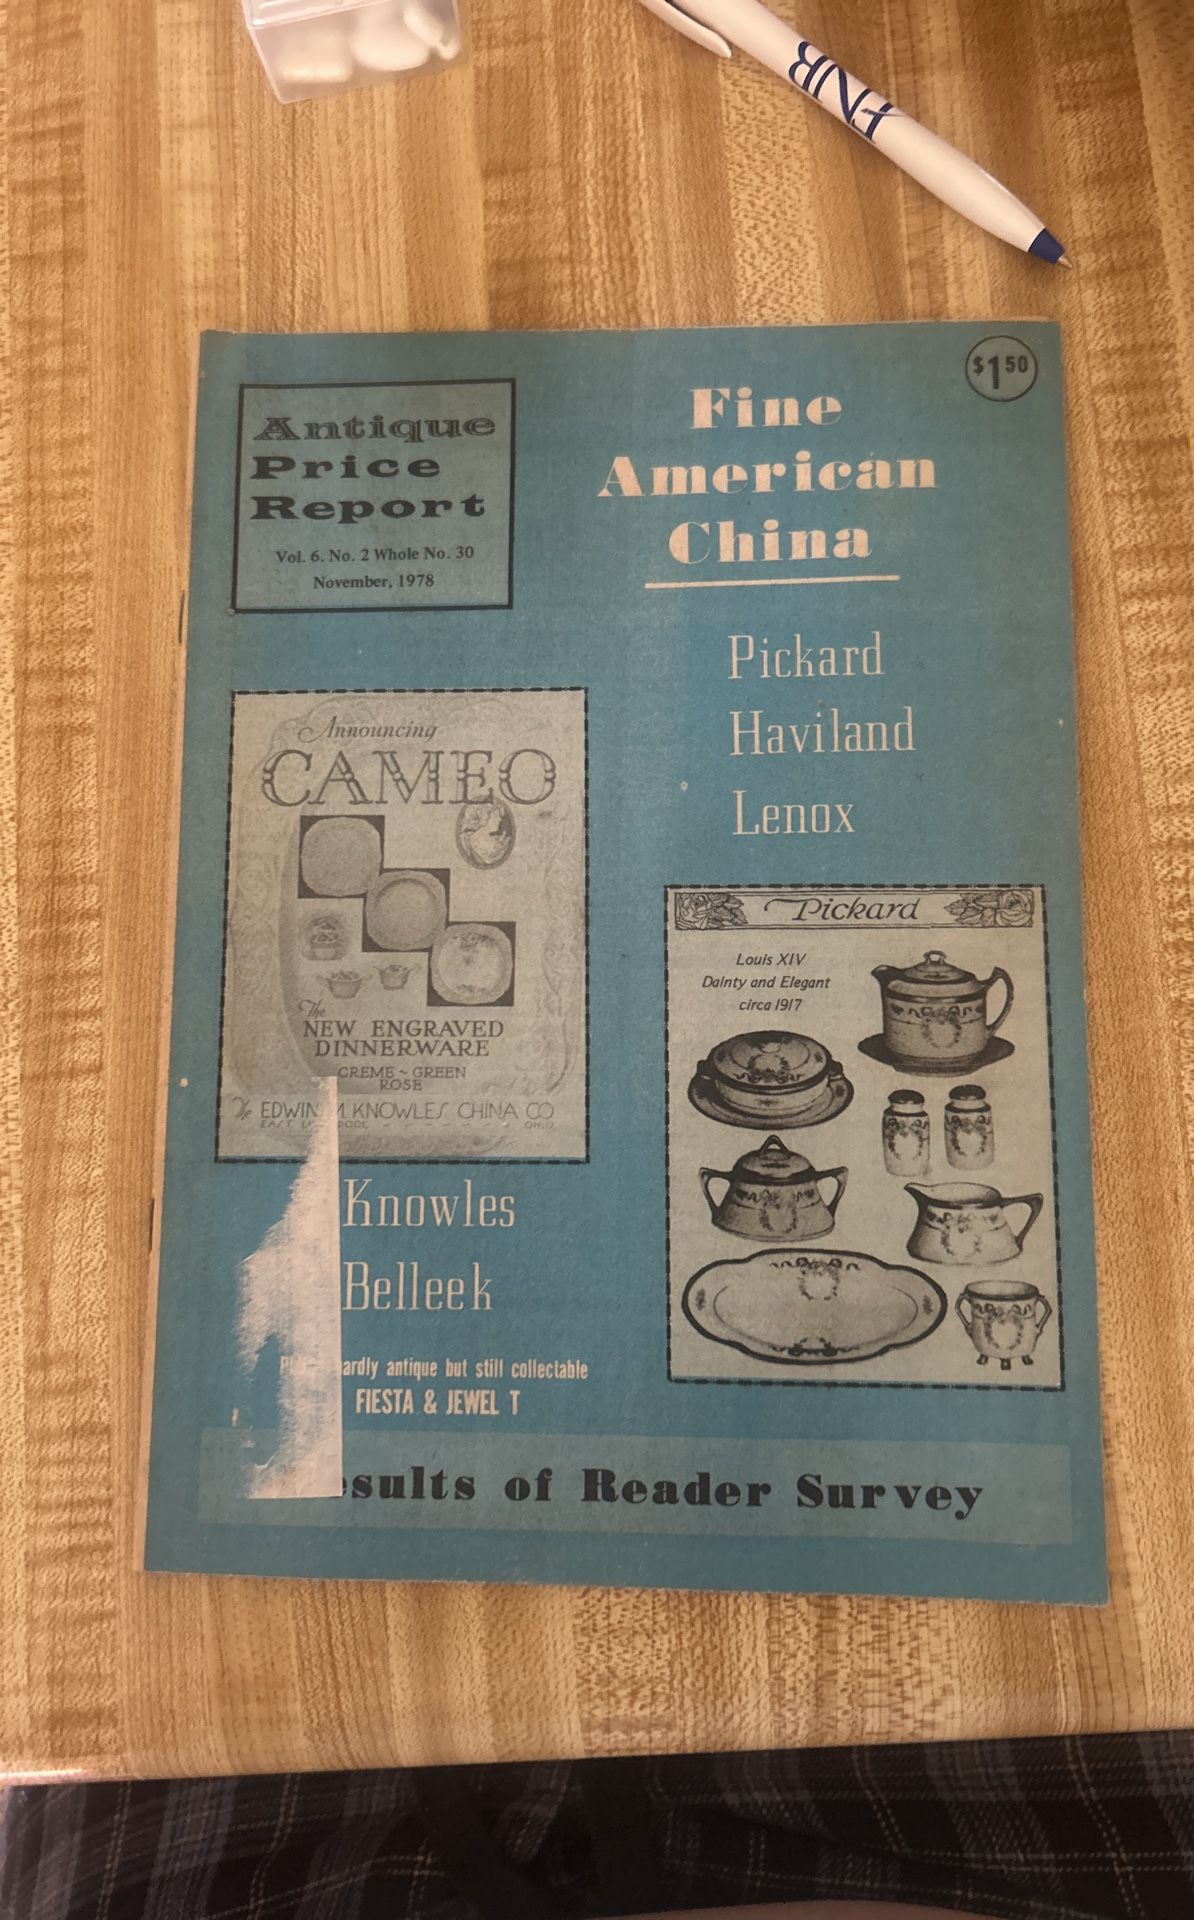 FNB
$1.50
Antique
Price
Report
Vol. 6. No. 2 Whole No. 30
November, 1978
Fine
American
China
Pickard
Haviland
Lenox
Announcing
CAMEO
The
NEW ENGRAVED
DINNERWARE
CREME ~ GREEN
ROSE
The EDWIN M. KNOWLES CHINA CO
EAST L POOL OHIO
Pickard
Louis XIV
Dainty and Elegant
circa 1917
Knowles
Belleek
ardly antique but still collectable
FIESTA & JEWEL T
esults of Reader Survey